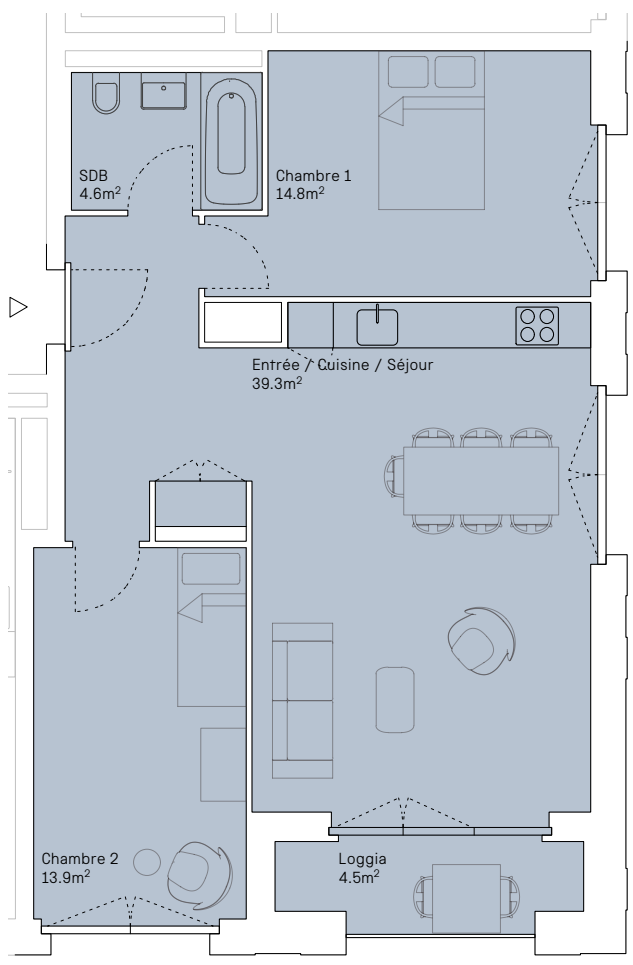 SDB
4.6m²
Chambre 1
14.8m²
Entrée / Cuisine / Séjour
39.3m²
Chambre 2
13.9m²
Loggia
4.5m²